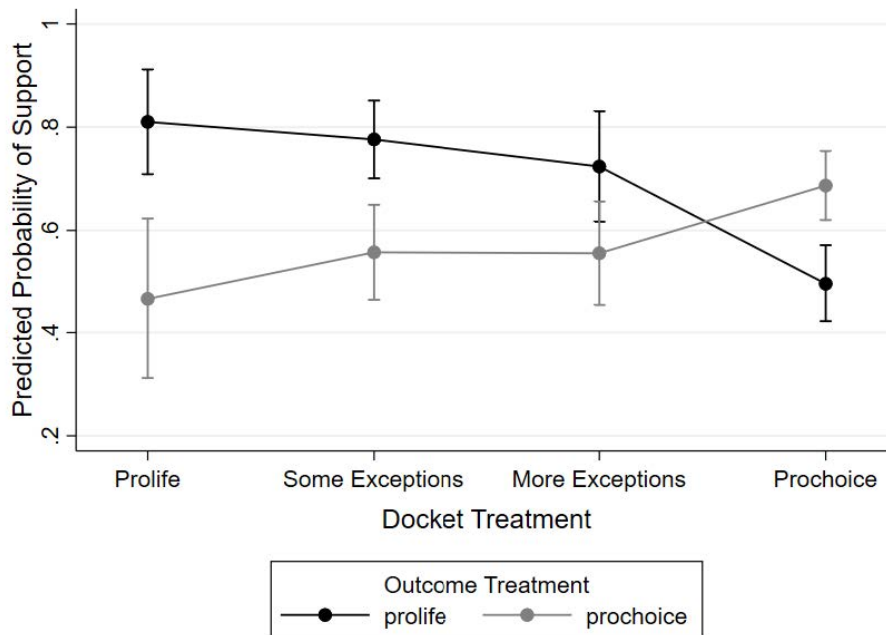 Predicted Probability of Support
1
.8
.6
.4
.2
Prolife Some Exceptions More Exceptions Prochoice
Docket Treatment
Outcome Treatment
prolife prochoice